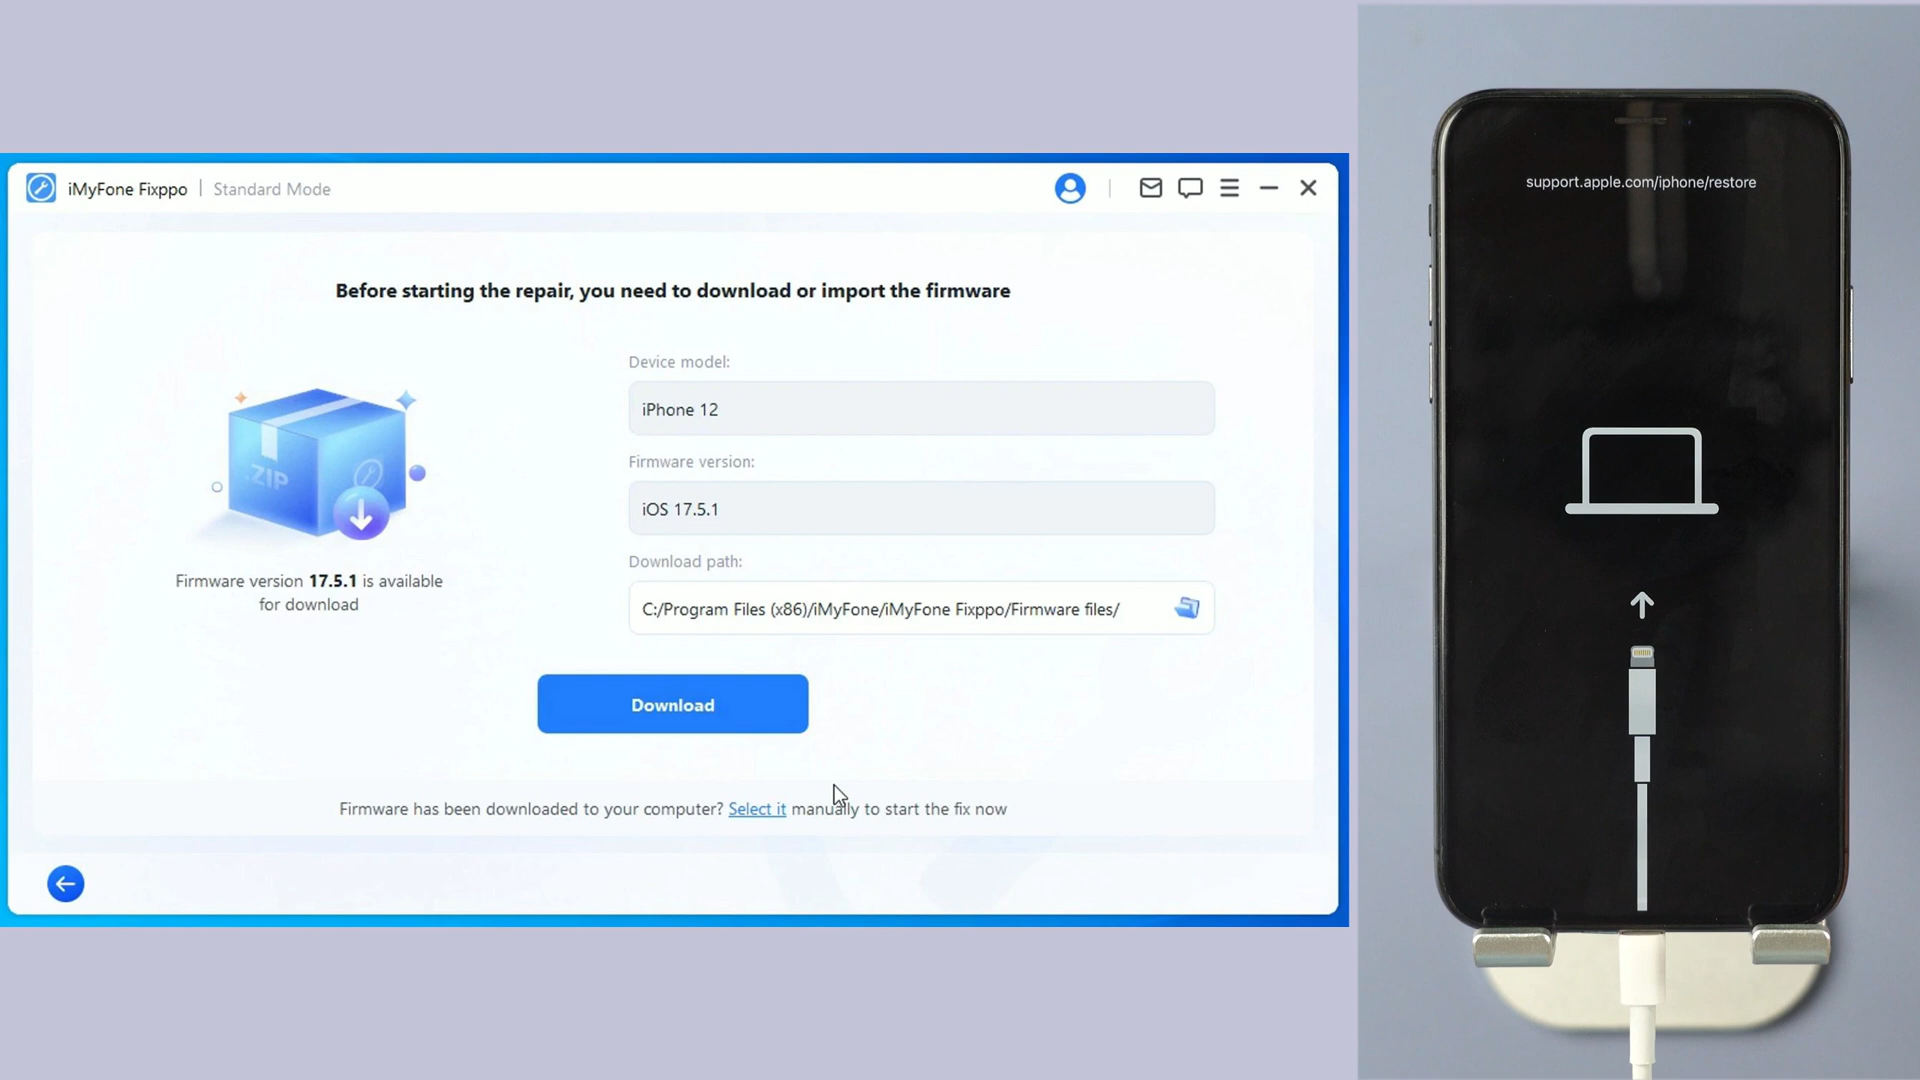 iMyFone Fixppo | Standard Mode
Before starting the repair, you need to download or import the firmware
Device model:
iPhone 12
Firmware version:
iOS 17.5.1
Download path:
C:/Program Files (x86)/iMyFone/iMyFone Fixppo/Firmware files/
.ZIP
Firmware version 17.5.1 is available
for download
Download
Firmware has been downloaded to your computer? Select it manually to start the fix now
support.apple.com/iphone/restore